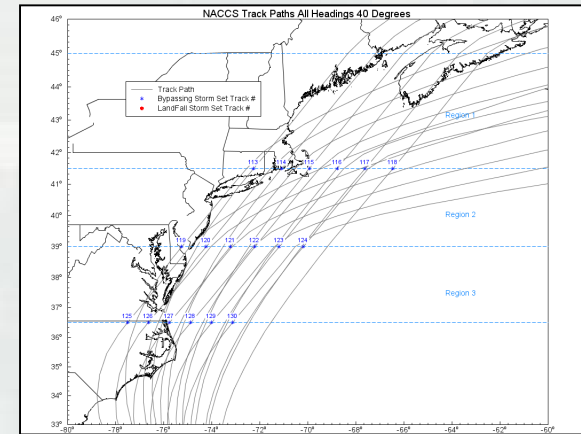 NACCS Track Paths All Headings 40 Degrees
46°
45°
44°
43°
42°
41°
40°
39°
37°
36°
35°
34°
33°
Track Path
Bypassing Storm Set Track #
LandFall Storm Set Track #
Region 1
113 114 115 116 117 118
Region 2
119 120 121 122 123 124
Region 3
125 126 127 128 129 130
-80° -78° -76° -74° -72° -70° -68° -66° -64° -62° -60°